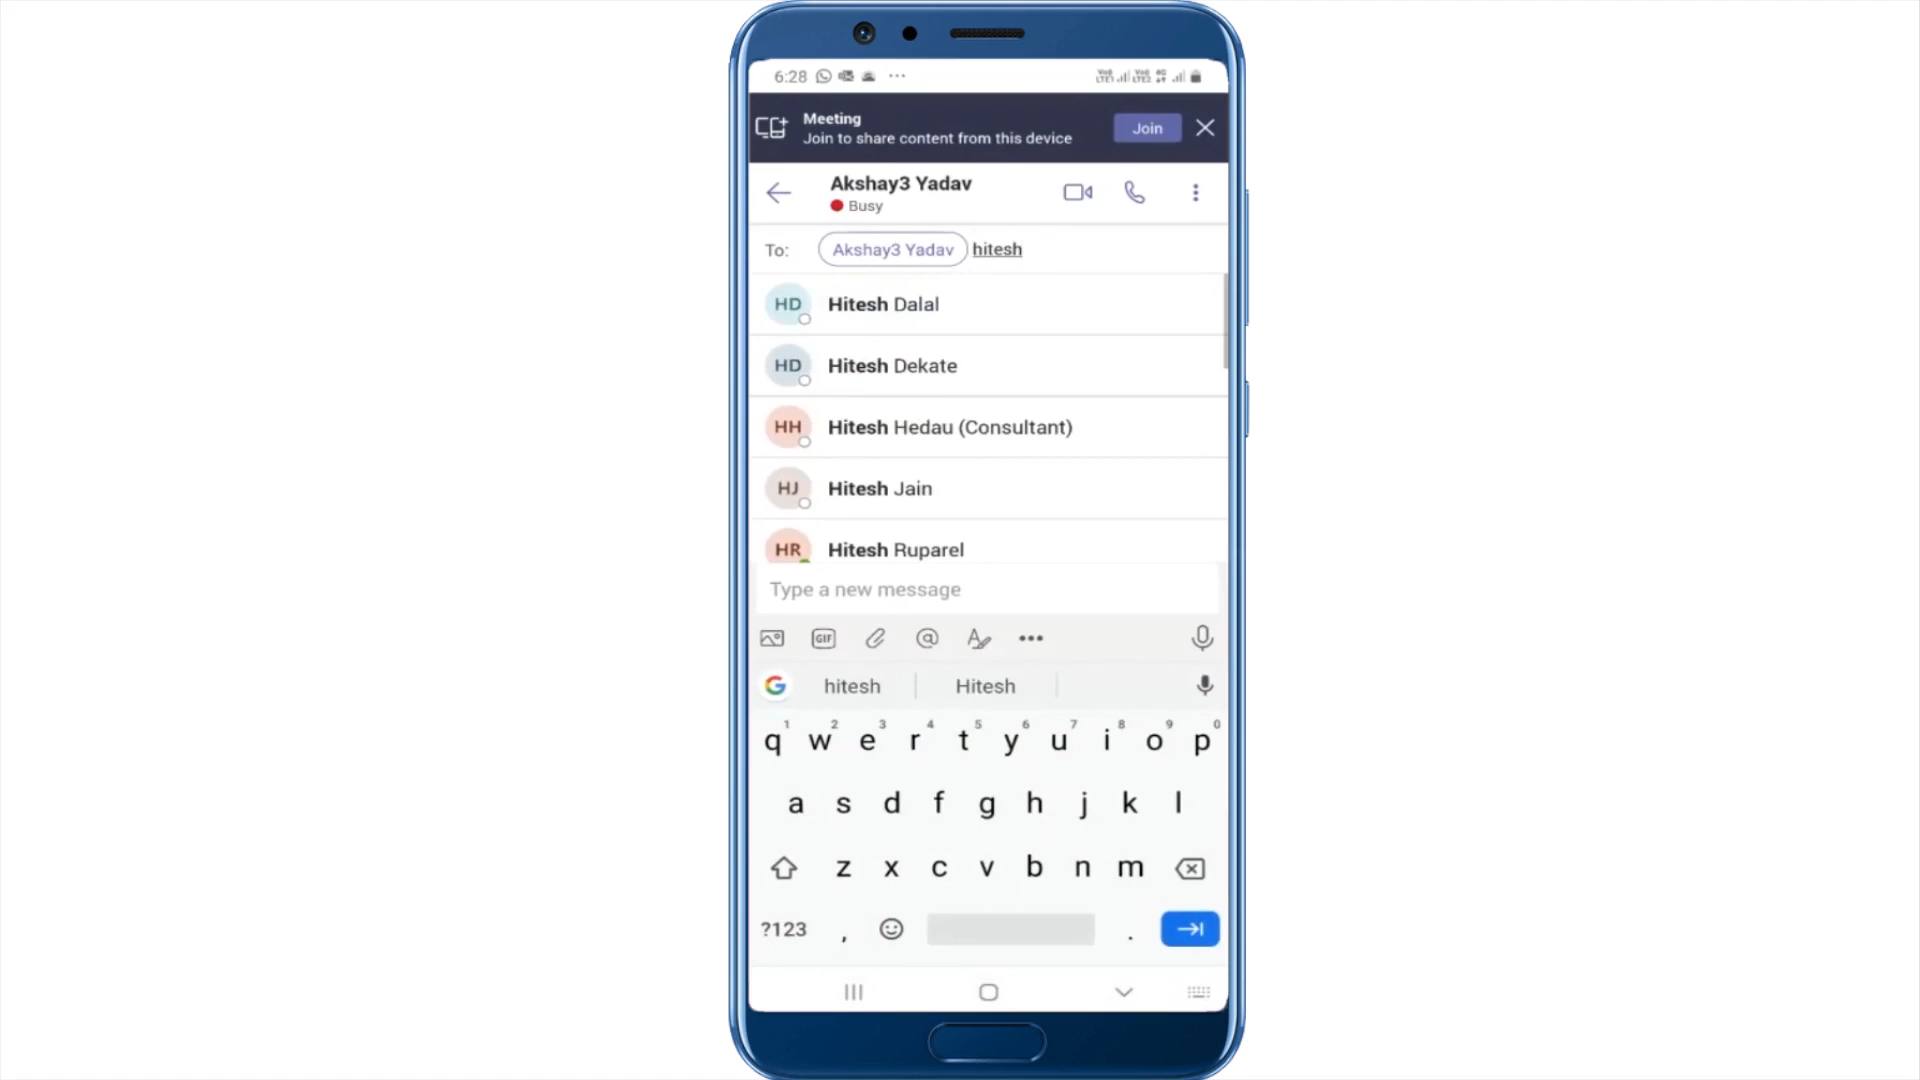 6:28
Meeting
Join to share content from this device
Join
Akshay3 Yadav
Busy
To: Akshay3 Yadav hitesh
HD Hitesh Dalal
HD Hitesh Dekate
HH Hitesh Hedau (Consultant)
HJ Hitesh Jain
HR Hitesh Ruparel
Type a new message
GIF
G hitesh Hitesh
1 2 3 4 5 6 7 8 9 0
q w e r t y u i o p
a s d f g h j k l
z x c v b n m
?123 , .